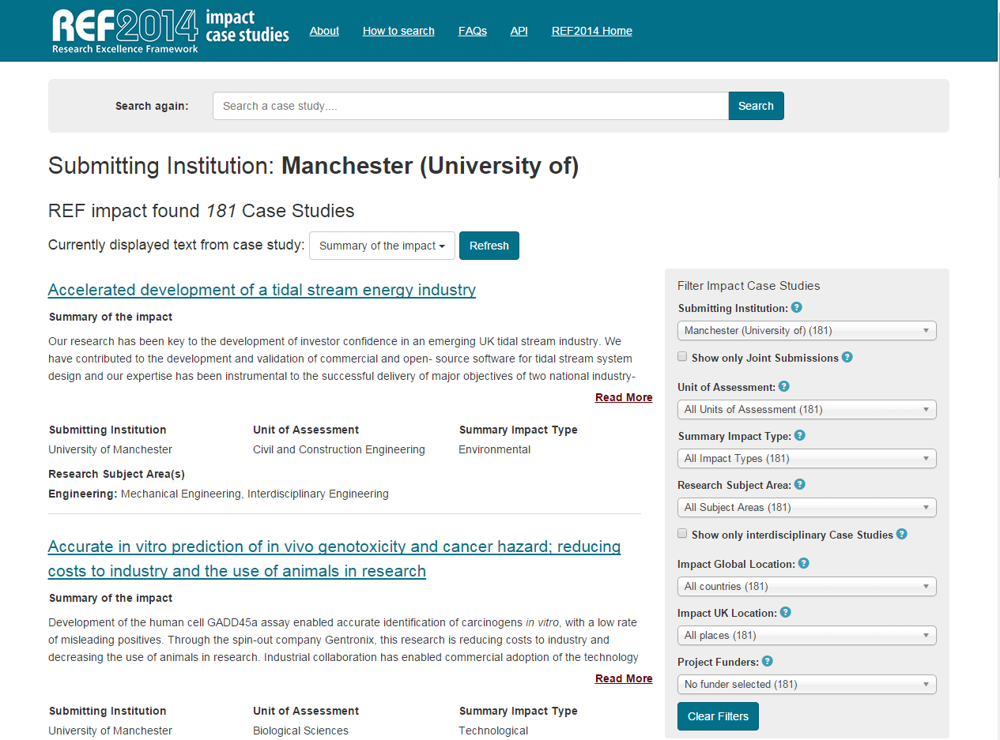 REF2014 impact case studies
Research Excellence Framework
About How to search FAQs API REF2014 Home
Search again: Search a case study.... Search
Submitting Institution: Manchester (University of)
REF impact found 181 Case Studies
Currently displayed text from case study: Summary of the impact Refresh
Accelerated development of a tidal stream energy industry
Summary of the impact
Our research has been key to the development of investor confidence in an emerging UK tidal stream industry. We
have contributed to the development and validation of commercial and open- source software for tidal stream system
design and our expertise has been instrumental to the successful delivery of major objectives of two national industry-
Read More
Submitting Institution Unit of Assessment Summary Impact Type
University of Manchester Civil and Construction Engineering Environmental
Research Subject Area(s)
Engineering: Mechanical Engineering, Interdisciplinary Engineering
Accurate in vitro prediction of in vivo genotoxicity and cancer hazard; reducing
costs to industry and the use of animals in research
Summary of the impact
Development of the human cell GADD45a assay enabled accurate identification of carcinogens in vitro, with a low rate
of misleading positives. Through the spin-out company Gentronix, this research is reducing costs to industry and
decreasing the use of animals in research. Industrial collaboration has enabled commercial adoption of the technology
Read More
Submitting Institution Unit of Assessment Summary Impact Type
University of Manchester Biological Sciences Technological
Filter Impact Case Studies
Submitting Institution: ?
Manchester (University of) (181)
Show only Joint Submissions ?
Unit of Assessment: ?
All Units of Assessment (181)
Summary Impact Type: ?
All Impact Types (181)
Research Subject Area: ?
All Subject Areas (181)
Show only interdisciplinary Case Studies ?
Impact Global Location: ?
All countries (181)
Impact UK Location: ?
All places (181)
Project Funders: ?
No funder selected (181)
Clear Filters